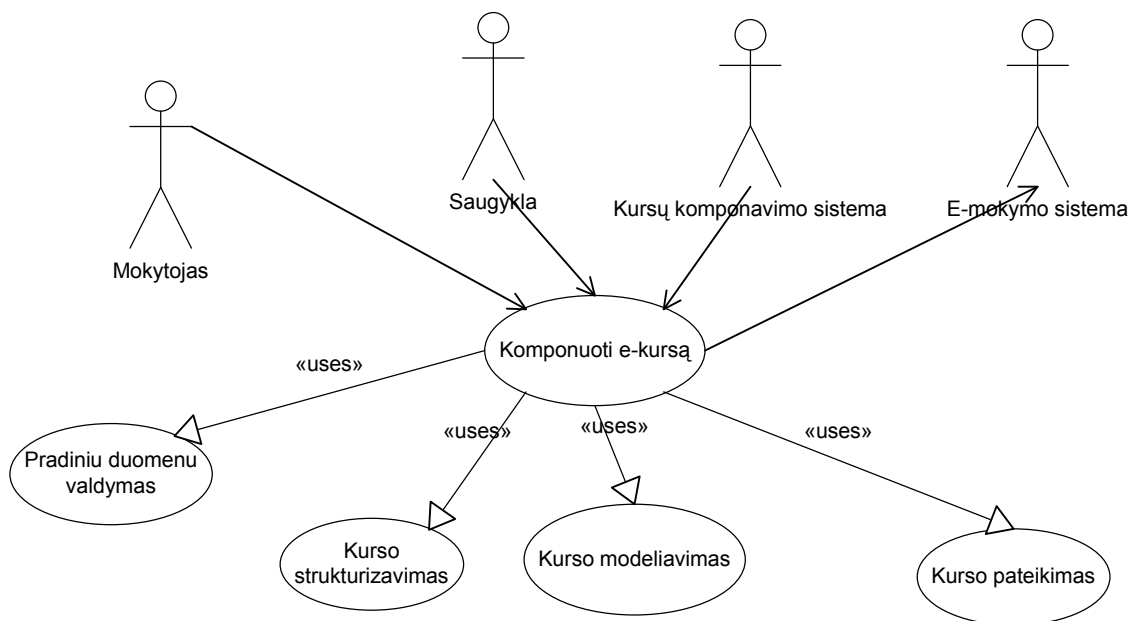 Saugykla
Kursų komponavimo sistema
E-mokymo sistema
Mokytojas
Komponuoti e-kursą
«uses»
«uses»
«uses»
«uses»
Pradiniu duomenu
valdymas
Kurso
strukturizavimas
Kurso modeliavimas
Kurso pateikimas